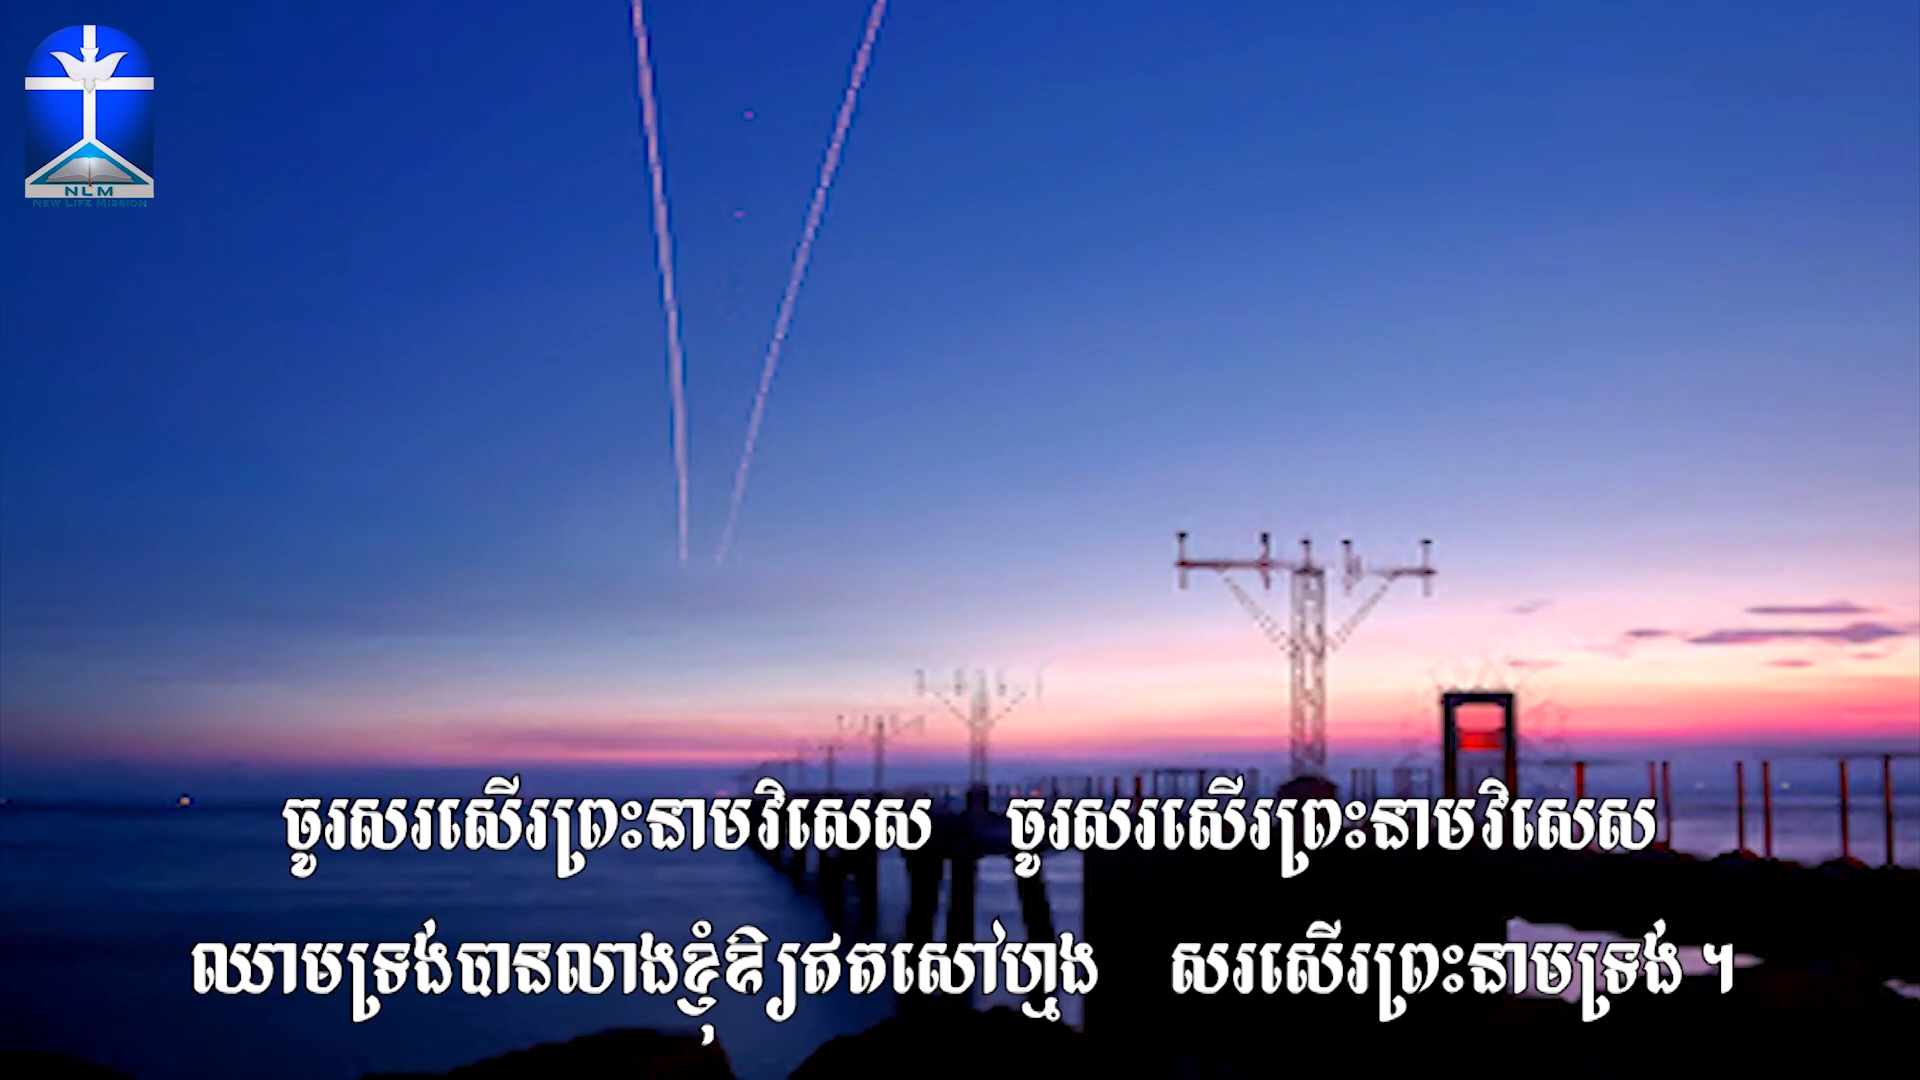 NLM
NEW LIFE MISSION
ចូរសរសើរព្រះនាមវិសេស ចូរសរសើរព្រះនាមវិសេស
ឈាមទ្រង់បានលាងខ្ញុំឱ្យឥតសៅហ្មង សរសើរព្រះនាមទ្រង់ ។